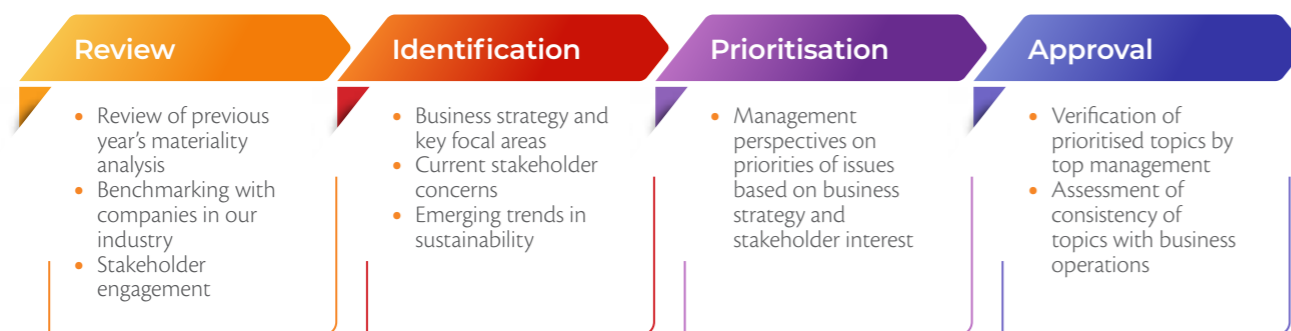 Review
• Review of previous
year's materiality
analysis
• Benchmarking with
companies in our
industry
• Stakeholder
engagement
Identification
• Business strategy and
key focal areas
• Current stakeholder
concerns
• Emerging trends in
sustainability
Prioritisation
• Management
perspectives on
priorities of issues
based on business
strategy and
stakeholder interest
Approval
• Verification of
prioritised topics by
top management
• Assessment of
consistency of
topics with business
operations